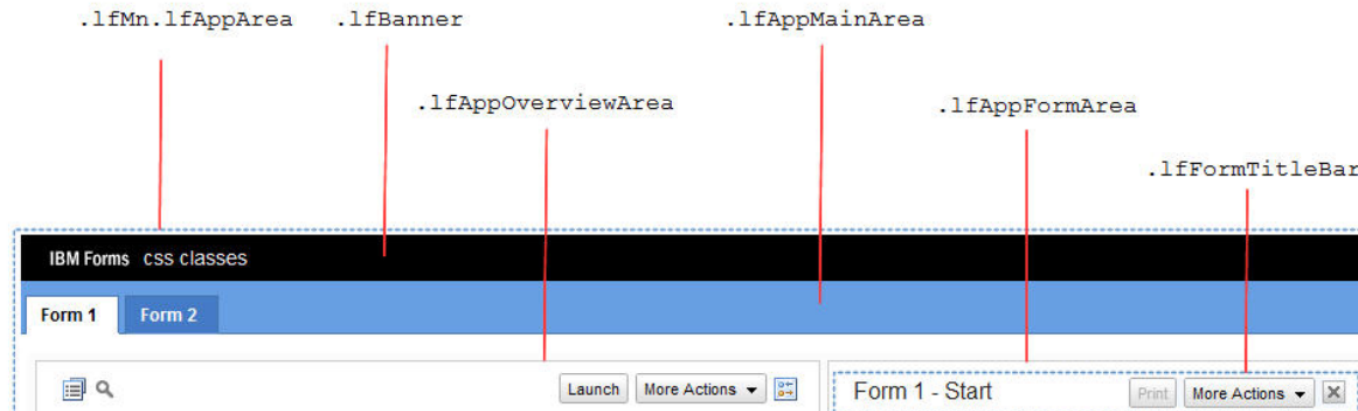 .lfMn.lfAppArea .lfBanner .lfAppMainArea
.lfAppOverviewArea .lfAppFormArea
.lfFormTitleBar
IBM Forms css classes
Form 1 Form 2
Launch More Actions Form 1 - Start Print More Actions